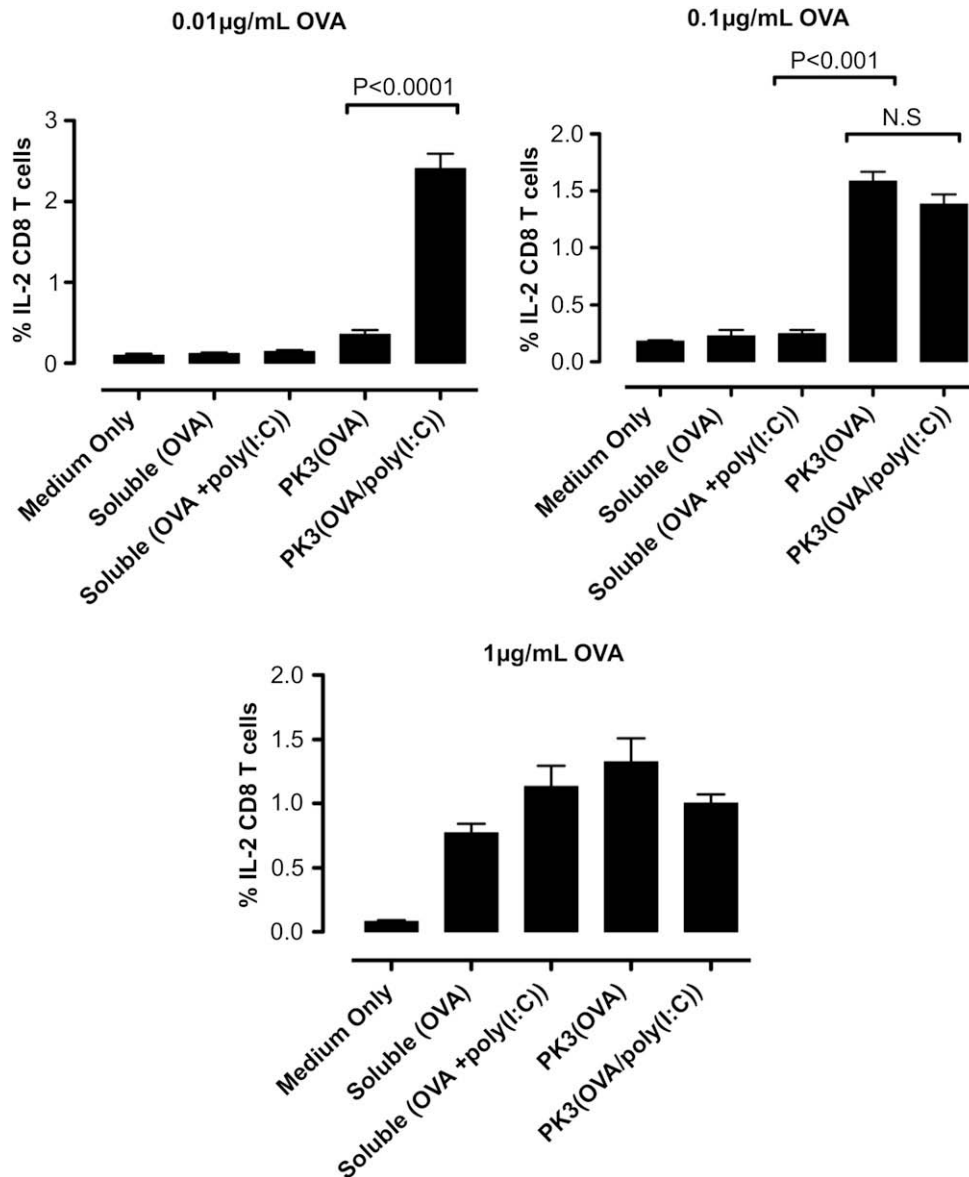 0.01µg/mL OVA
P<0.0001
% IL-2 CD8 T cells
3
2
1
0
Medium Only
Soluble (OVA)
Soluble (OVA +poly(I:C))
PK3(OVA)
PK3(OVA/poly(I:C))
0.1µg/mL OVA
P<0.001
N.S
% IL-2 CD8 T cells
2.0
1.5
1.0
0.5
0.0
Medium Only
Soluble (OVA)
Soluble (OVA +poly(I:C))
PK3(OVA)
PK3(OVA/poly(I:C))
1µg/mL OVA
% IL-2 CD8 T cells
2.0
1.5
1.0
0.5
0.0
Medium Only
Soluble (OVA)
Soluble (OVA +poly(I:C))
PK3(OVA)
PK3(OVA/poly(I:C))